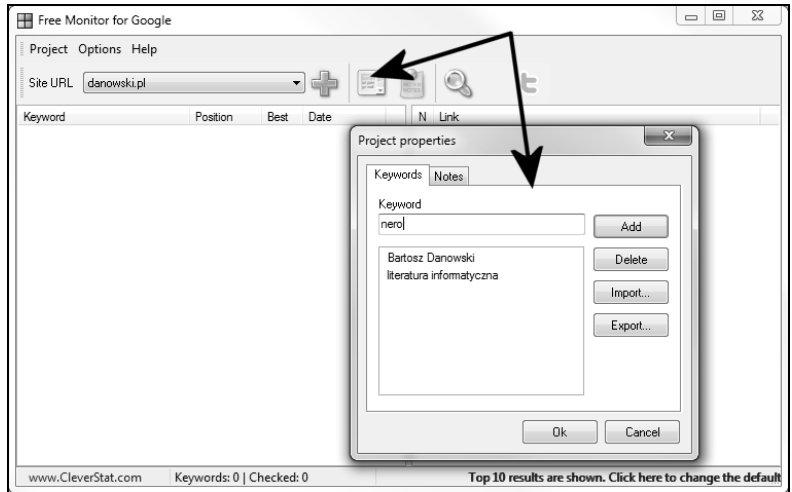 Free Monitor for Google
Project Options Help
Site URL danowski.pl
Keyword Position Best Date N Link
Project properties
Keywords Notes
Keyword
nero
Add
Bartosz Danowski
literatura informatyczna
Delete
Import...
Export...
Ok Cancel
www.CleverStat.com Keywords: 0 | Checked: 0 Top 10 results are shown. Click here to change the default